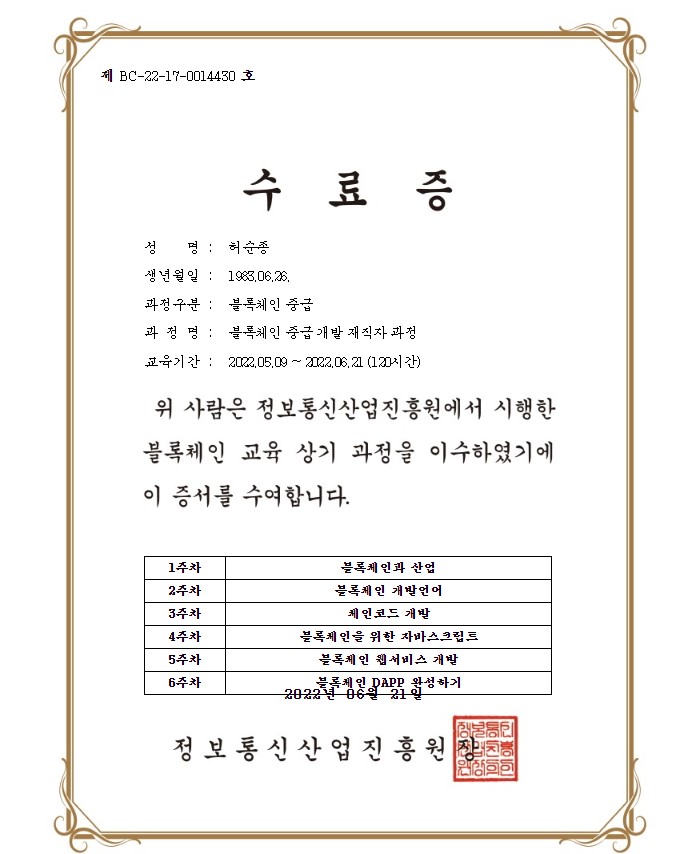 제 BC-22-17-0014430 호
수 료 증
성 명 : 허순종
생년월일 : 1983.06.26.
과정구분 : 블록체인 중급
과 정 명 : 블록체인 중급 개발 재직자 과정
교육기간 : 2022.05.09 ~ 2022.06.21 (120시간)
위 사람은 정보통신산업진흥원에서 시행한
블록체인 교육 상기 과정을 이수하였기에
이 증서를 수여합니다.
1주차 블록체인과 산업
2주차 블록체인 개발언어
3주차 체인코드 개발
4주차 블록체인을 위한 자바스크립트
5주차 블록체인 웹서비스 개발
6주차 블록체인 DAPP 완성하기
2022년 06월 21일
정보통신산업진흥원장